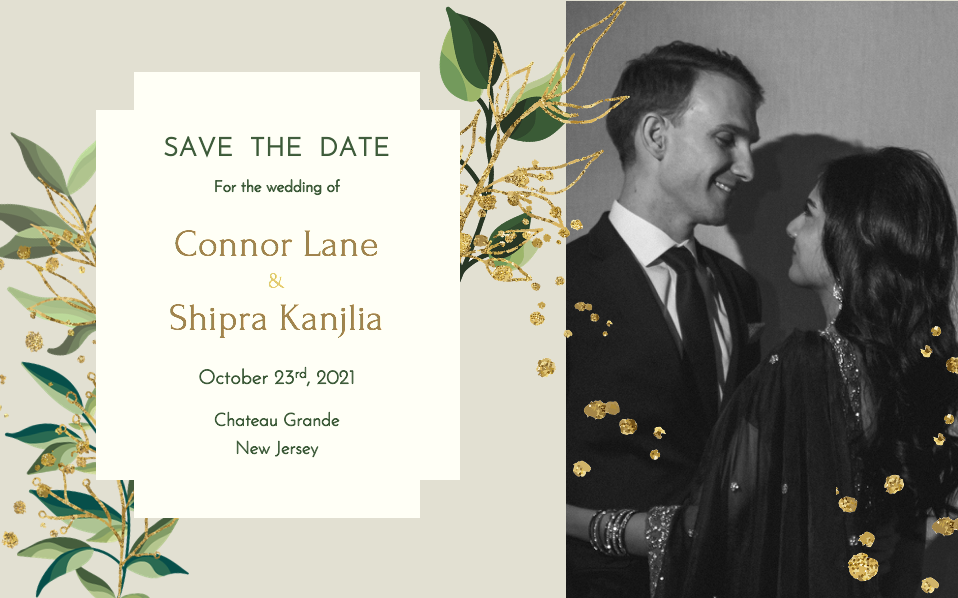 SAVE THE DATE
For the wedding of
Connor Lane
&
Shipra Kanjlia
October 23rd, 2021
Chateau Grande
New Jersey